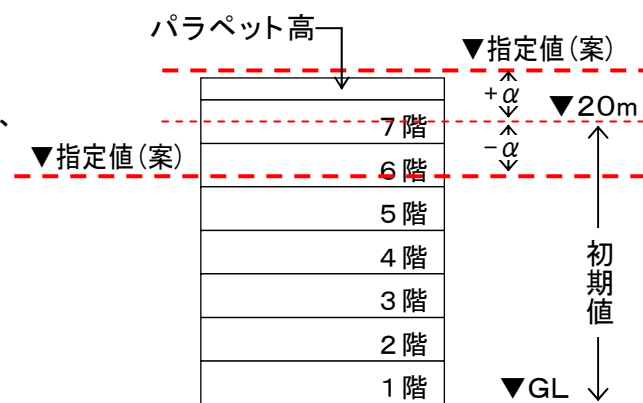 パラペット高
▼指定値(案)
+α
▼20m
、
7階
▼指定値(案)
-α
6階
5階
4階
初期値
3階
2階
1階
▼GL